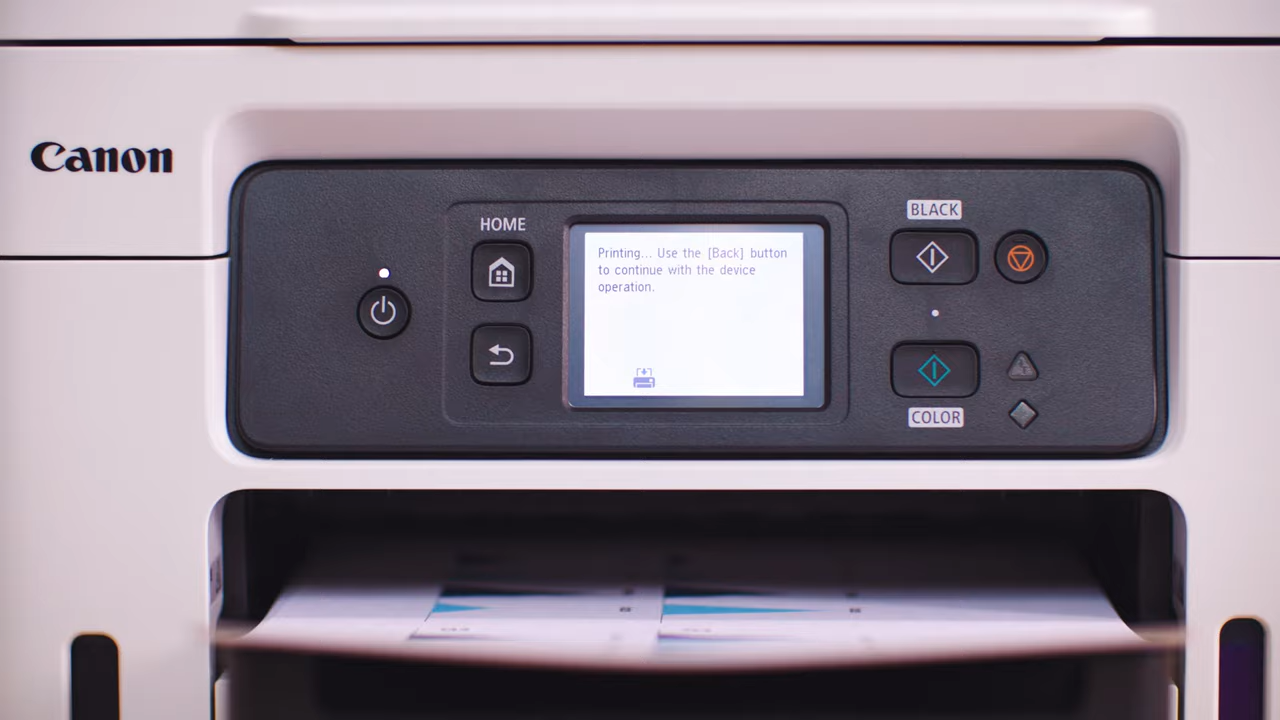 Canon
HOME
BLACK
Printing... Use the [Back] button
to continue with the device
operation.
COLOR